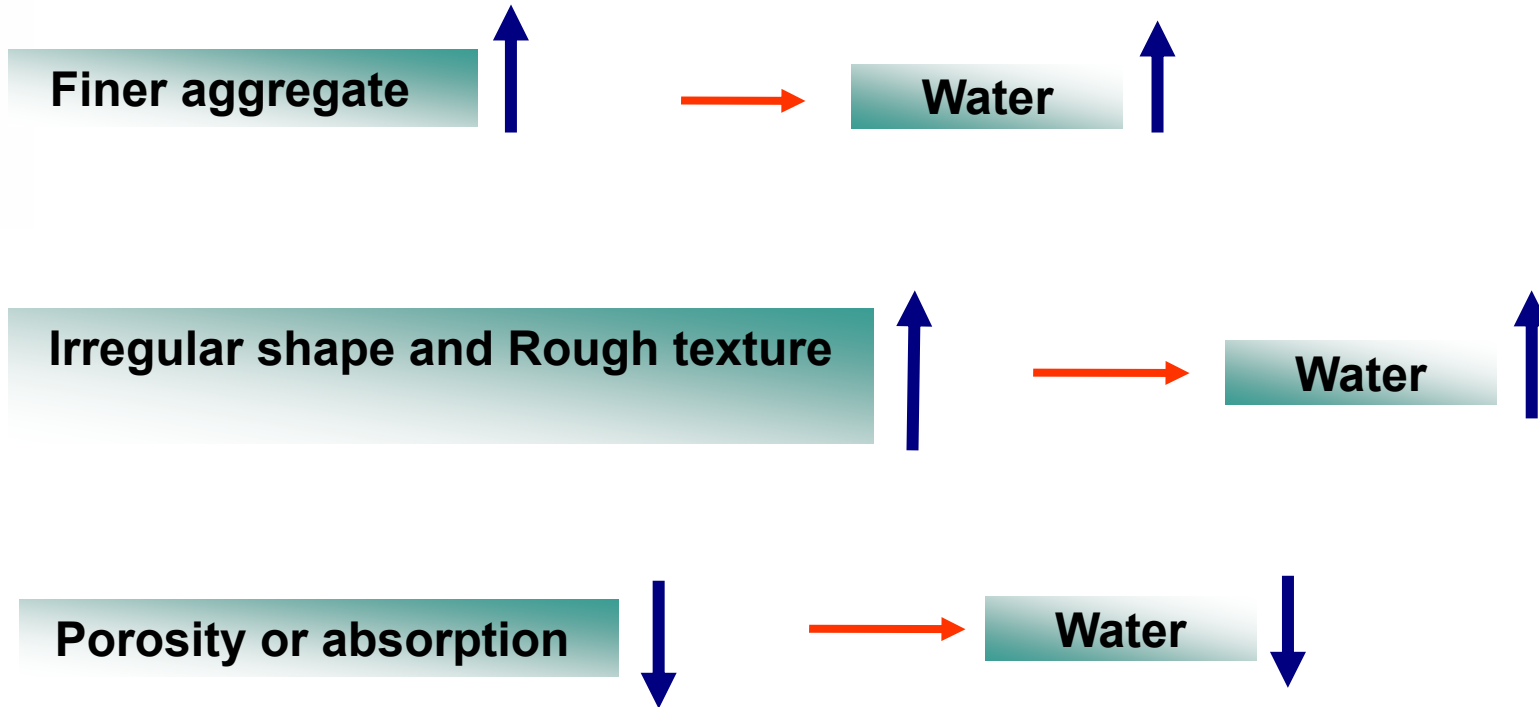 Finer aggregate
Water
Irregular shape and Rough texture
Water
Porosity or absorption
Water